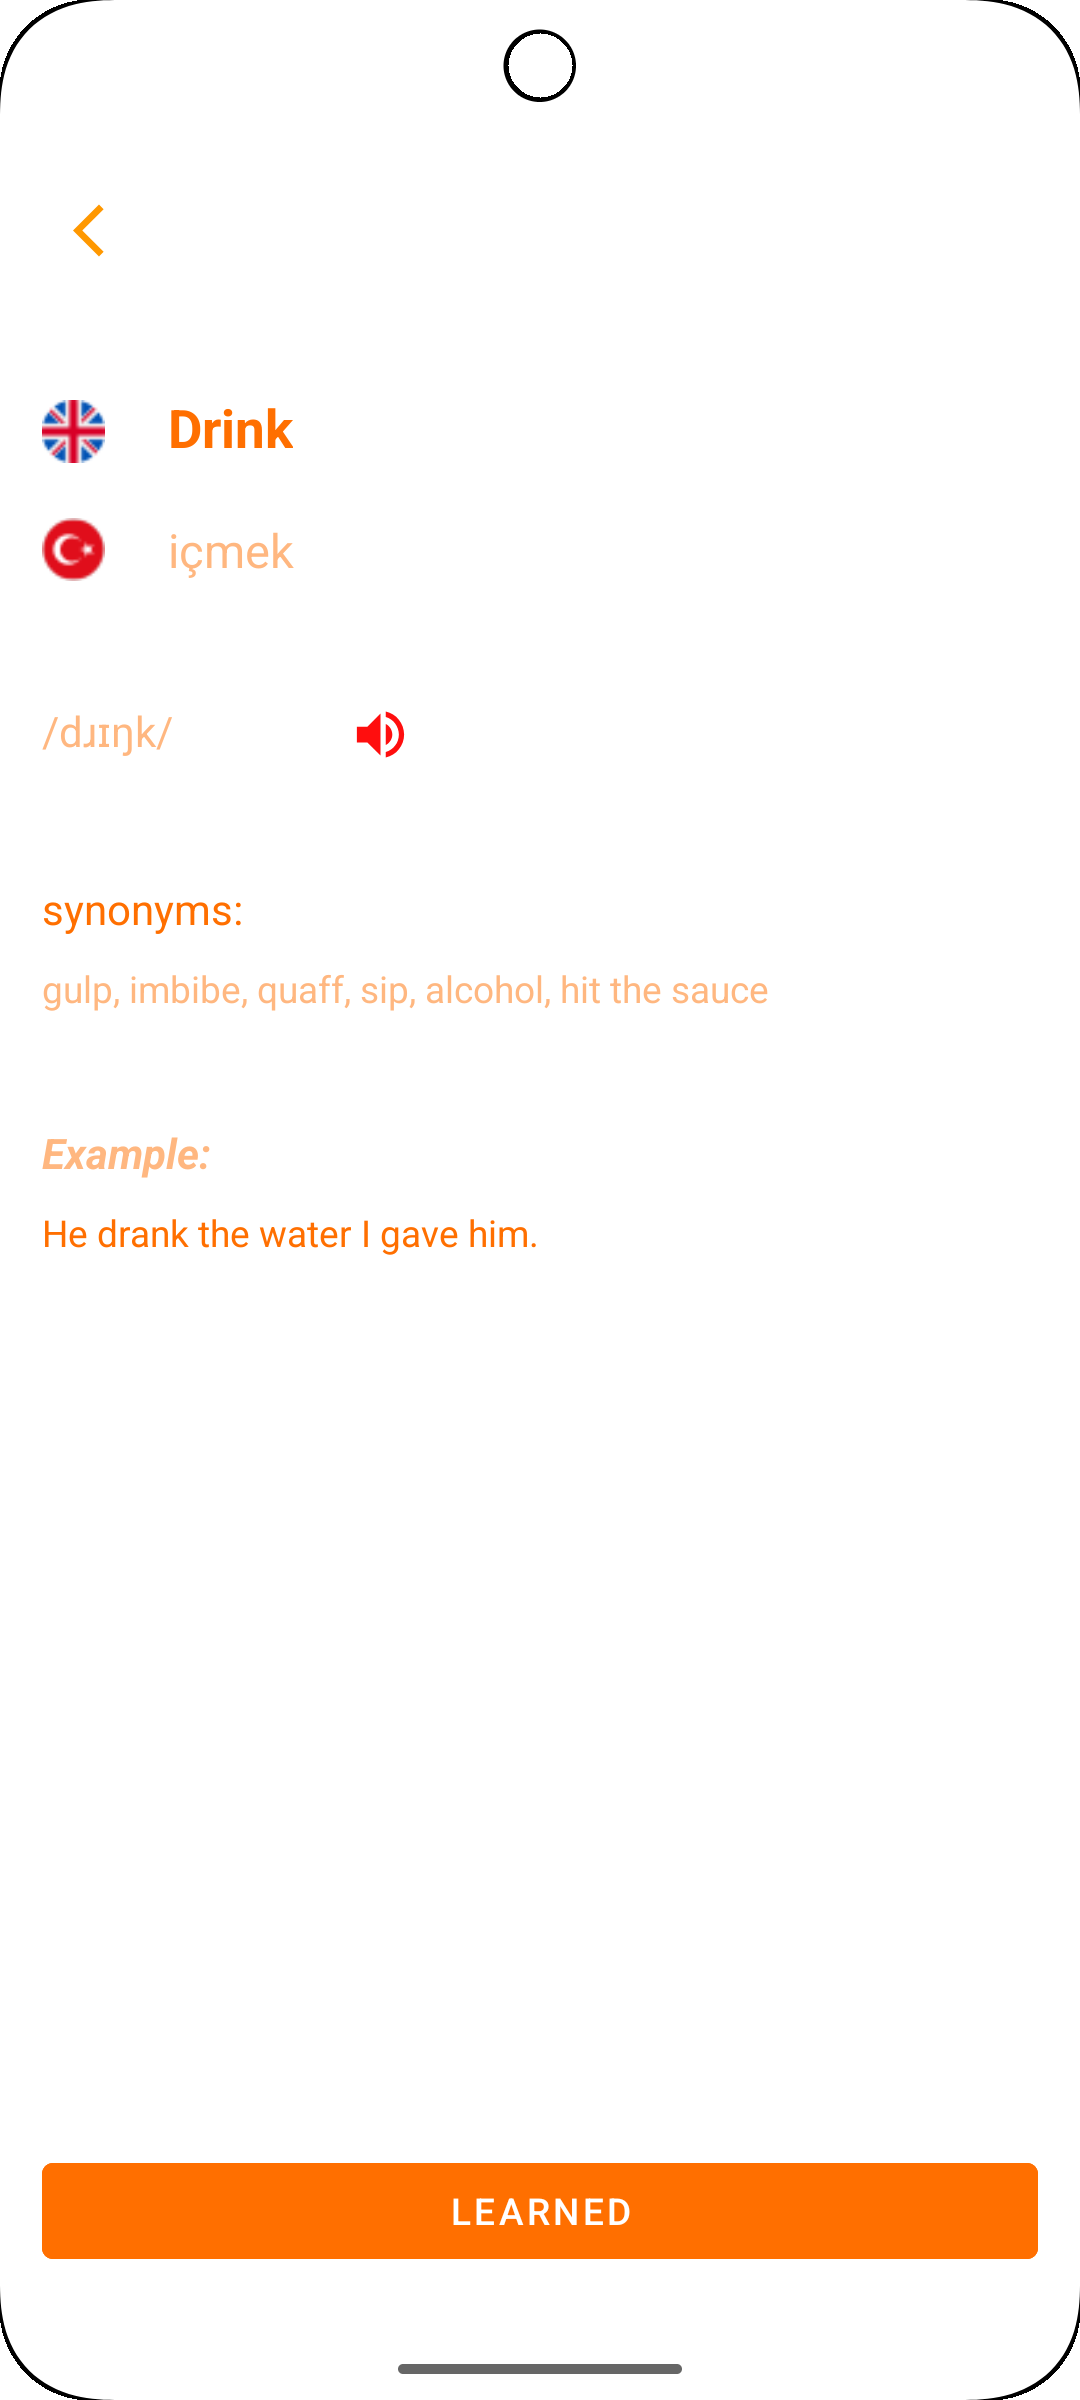 Drink
içmek
/dɹɪŋk/
synonyms:
gulp, imbibe, quaff, sip, alcohol, hit the sauce
Example:
He drank the water I gave him.
LEARNED